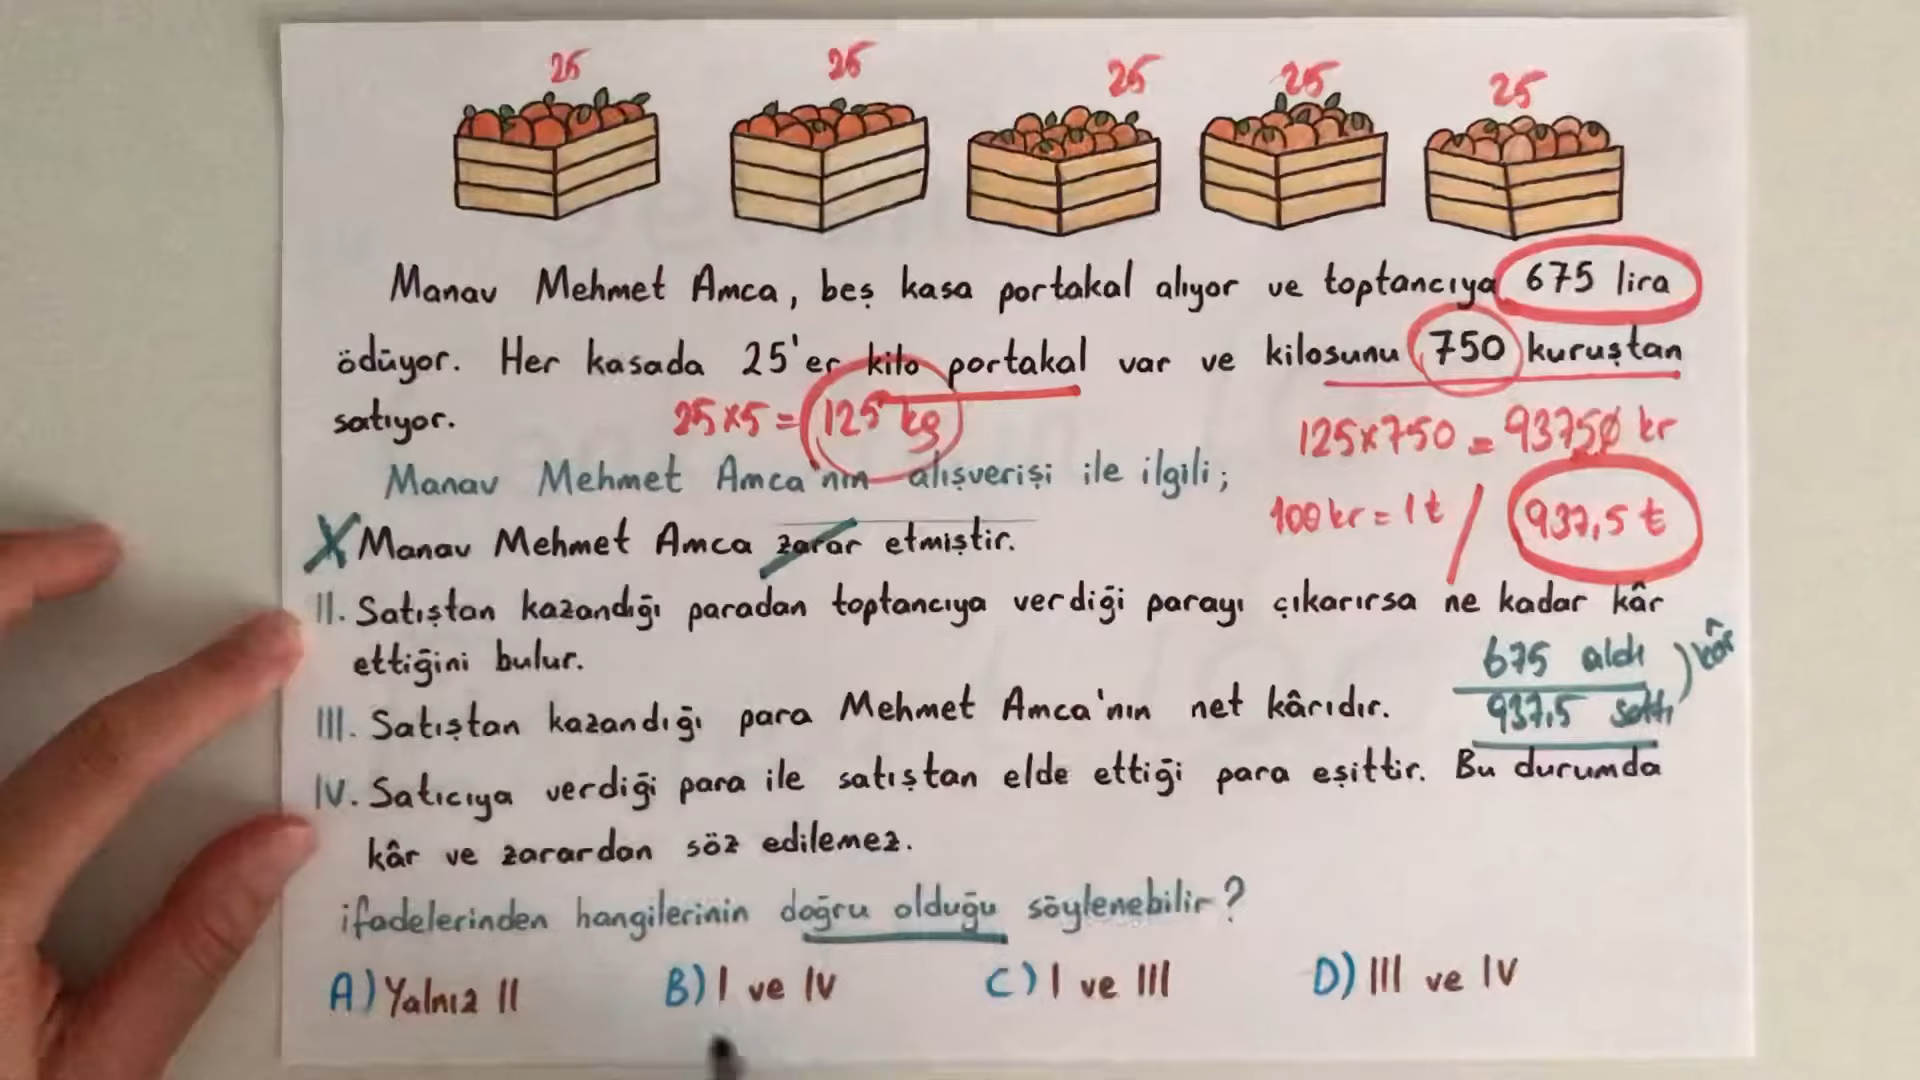 25 25 25 25 25
Manav Mehmet Amca, beş kasa portakal alıyor ve toptancıya 675 lira
ödüyor. Her kasada 25'er kilo portakal var ve kilosunu 750 kuruştan
satıyor.
25x5 = 125 kg
125x750 = 93750 kr
Manav Mehmet Amca'nın alışverişi ile ilgili;
100 kr = 1 ₺ / 937,5 ₺
X Manav Mehmet Amca zarar etmiştir.
II. Satıştan kazandığı paradan toptancıya verdiği parayı çıkarırsa ne kadar kâr
ettiğini bulur.
675 aldı
937,5 sattı
) kâr
III. Satıştan kazandığı para Mehmet Amca'nın net kârıdır.
IV. Satıcıya verdiği para ile satıştan elde ettiği para eşittir. Bu durumda
kâr ve zarardan söz edilemez.
ifadelerinden hangilerinin doğru olduğu söylenebilir?
A) Yalnız II B) I ve IV C) I ve III D) III ve IV